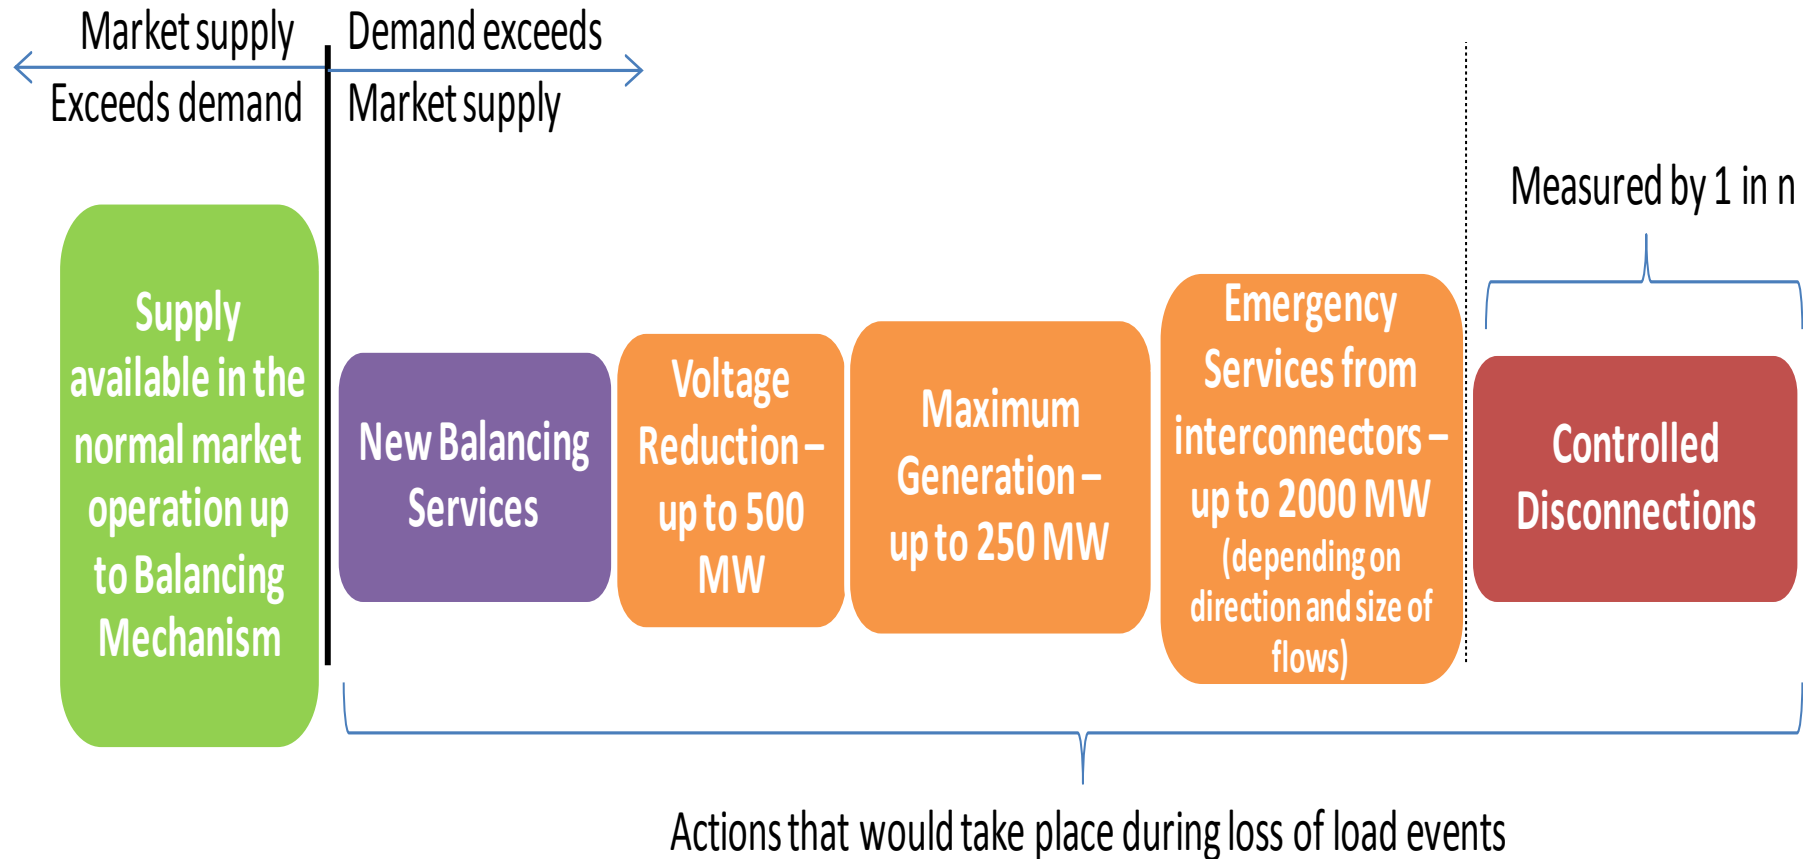 Market supply
Exceeds demand
Demand exceeds
Market supply
Measured by 1 in n
Supply
available in the
normal market
operation up
to Balancing
Mechanism
New Balancing
Services
Voltage
Reduction –
up to 500
MW
Maximum
Generation –
up to 250 MW
Emergency
Services from
interconnectors –
up to 2000 MW
(depending on
direction and size of
flows)
Controlled
Disconnections
Actions that would take place during loss of load events